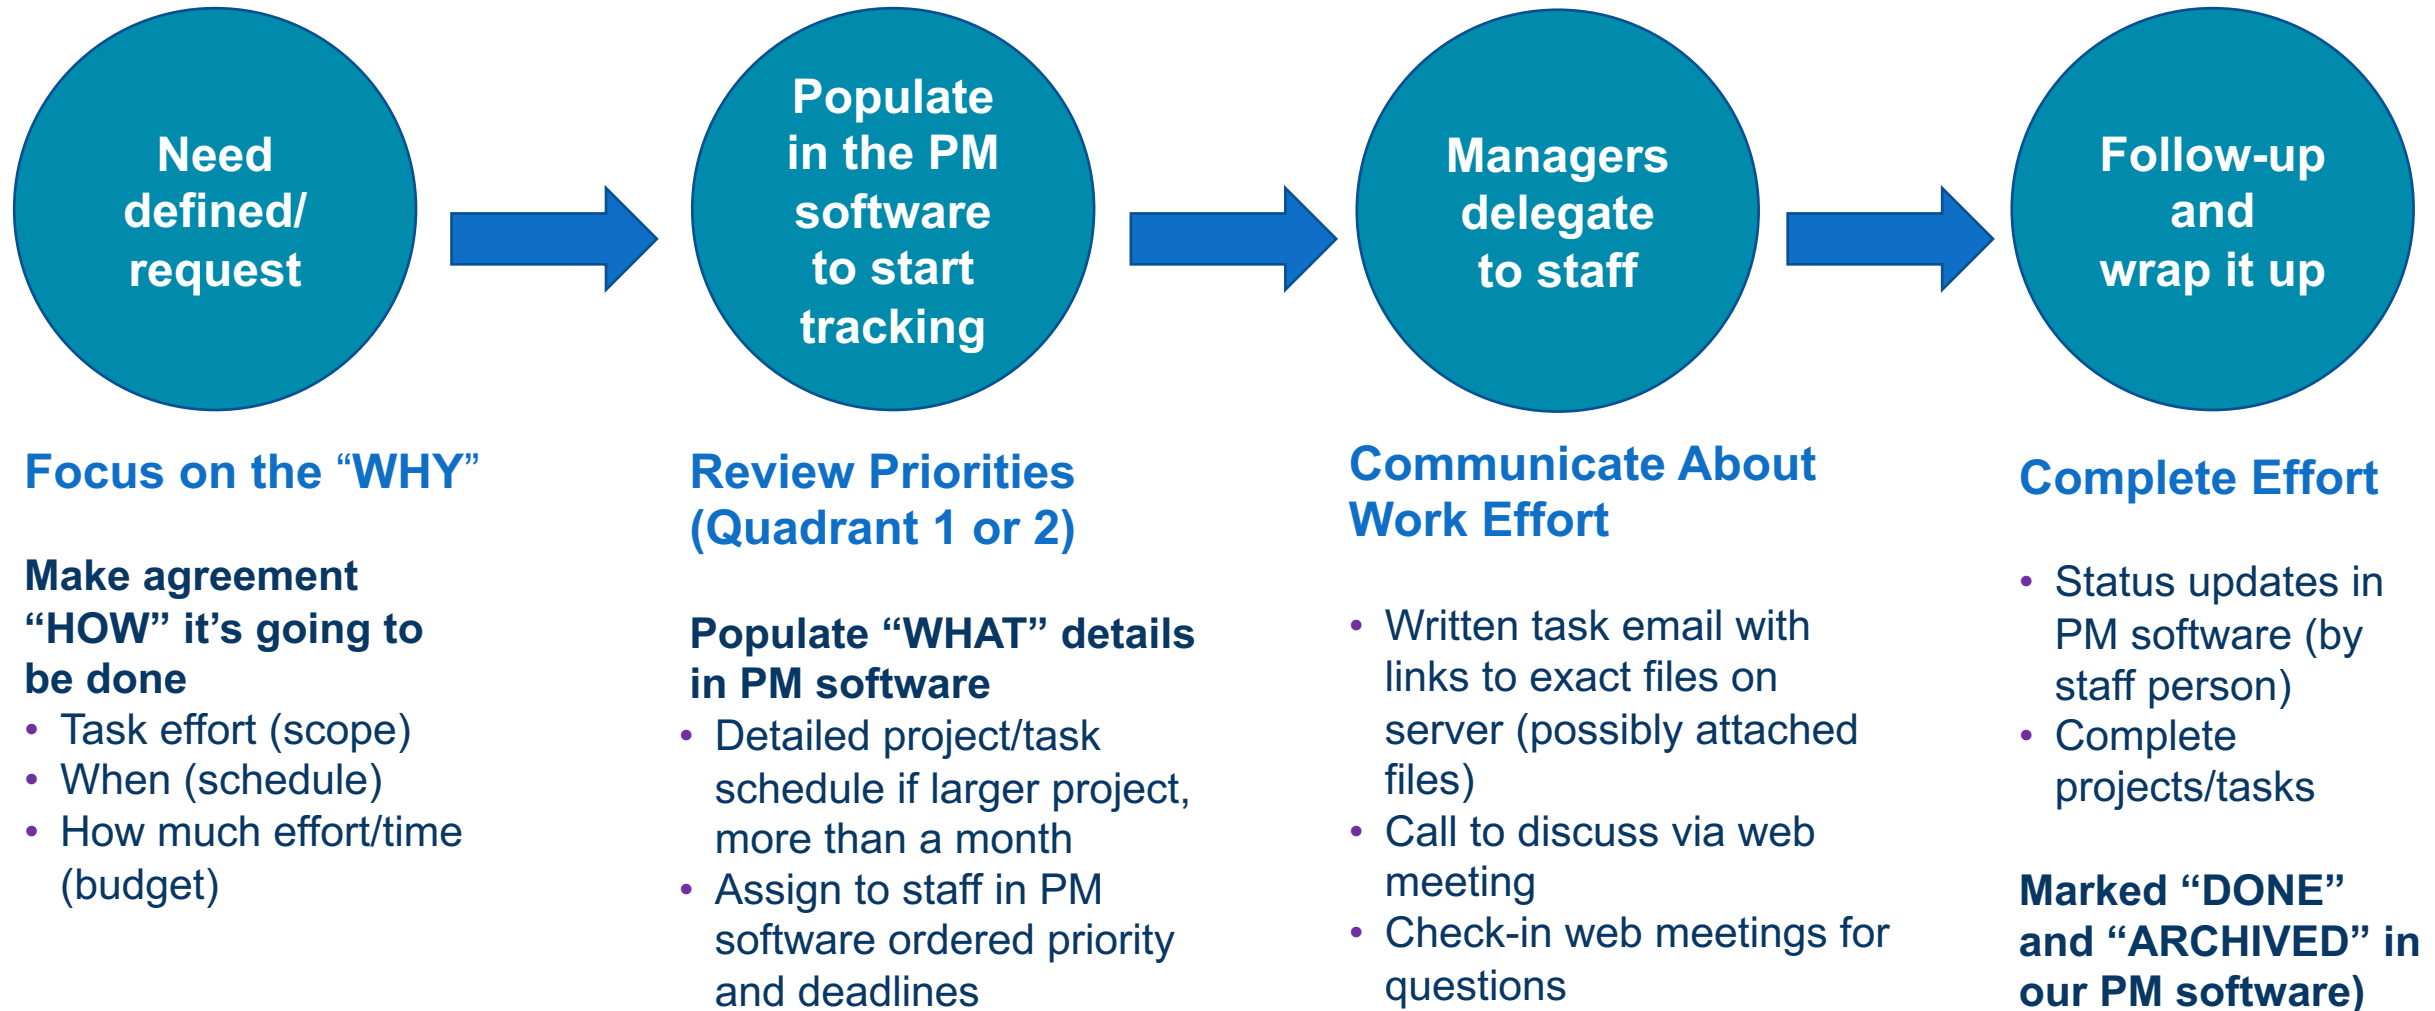 Need
defined/
request
Populate
in the PM
software
to start
tracking
Managers
delegate
to staff
Follow-up
and
wrap it up
Focus on the “WHY”
Make agreement
“HOW” it’s going to
be done
• Task effort (scope)
• When (schedule)
• How much effort/time
(budget)
Review Priorities
(Quadrant 1 or 2)
Populate “WHAT” details
in PM software
• Detailed project/task
schedule if larger project,
more than a month
• Assign to staff in PM
software ordered priority
and deadlines
Communicate About
Work Effort
• Written task email with
links to exact files on
server (possibly attached
files)
• Call to discuss via web
meeting
• Check-in web meetings for
questions
Complete Effort
• Status updates in
PM software (by
staff person)
• Complete
projects/tasks
Marked “DONE”
and “ARCHIVED” in
our PM software)